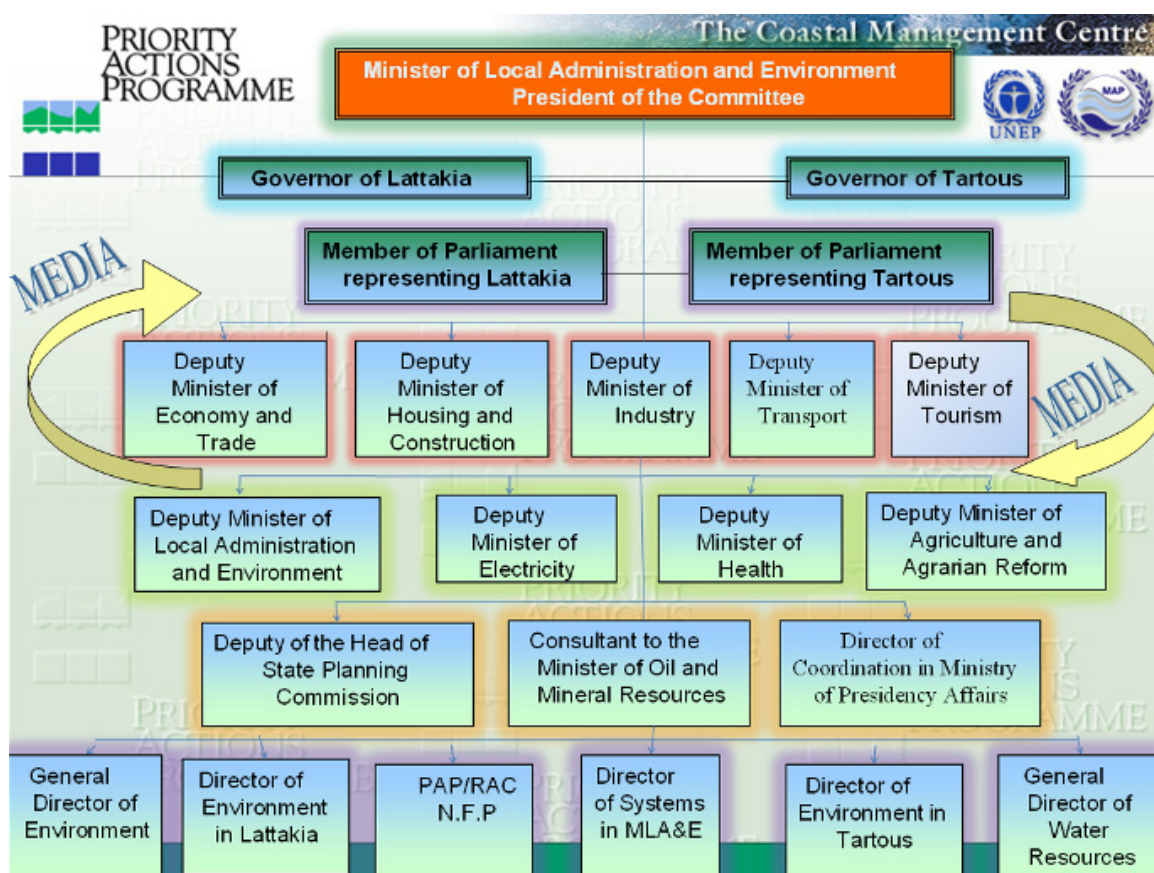 PRIORITY
ACTIONS
PROGRAMME
The Coastal Management Centre
Minister of Local Administration and Environment
President of the Committee
UNEP
MAP
Governor of Lattakia
Governor of Tartous
Member of Parliament
representing Lattakia
Member of Parliament
representing Tartous
MEDIA
MEDIA
Deputy
Minister of
Economy and
Trade
Deputy
Minister of
Housing and
Construction
Deputy
Minister of
Industry
Deputy
Minister of
Transport
Deputy
Minister of
Tourism
Deputy Minister of
Local Administration
and Environment
Deputy
Minister of
Electricity
Deputy
Minister of
Health
Deputy Minister of
Agriculture and
Agrarian Reform
Deputy of the Head of
State Planning
Commission
Consultant to the
Minister of Oil and
Mineral Resources
Director of
Coordination in Ministry
of Presidency Affairs
General
Director of
Environment
Director of
Environment
in Lattakia
PAP/RAC
N.F.P
Director
of Systems
in MLA&E
Director of
Environment in
Tartous
General
Director of
Water
Resources